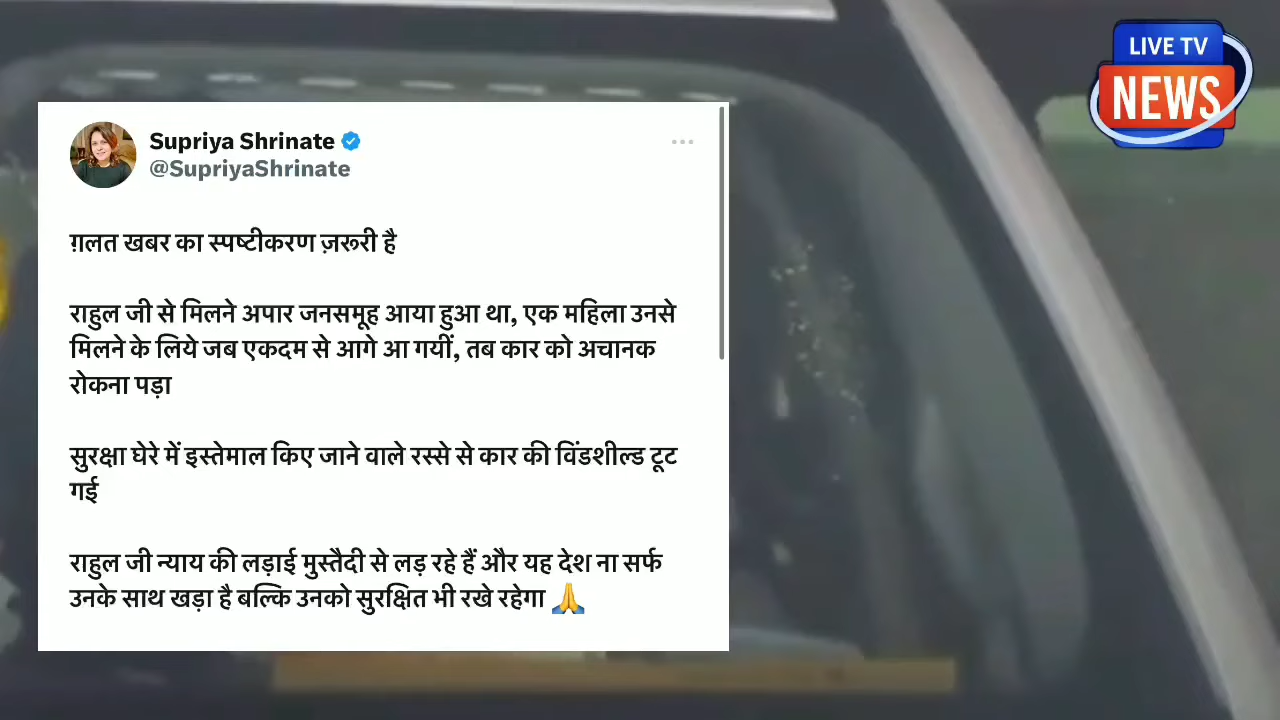 LIVE TV
NEWS
Supriya Shrinate
@SupriyaShrinate
ग़लत खबर का स्पष्टीकरण ज़रूरी है
राहुल जी से मिलने अपार जनसमूह आया हुआ था, एक महिला उनसे
मिलने के लिये जब एकदम से आगे आ गयीं, तब कार को अचानक
रोकना पड़ा
सुरक्षा घेरे में इस्तेमाल किए जाने वाले रस्से से कार की विंडशील्ड टूट
गई
राहुल जी न्याय की लड़ाई मुस्तैदी से लड़ रहे हैं और यह देश ना सर्फ
उनके साथ खड़ा है बल्कि उनको सुरक्षित भी रखे रहेगा 🙏